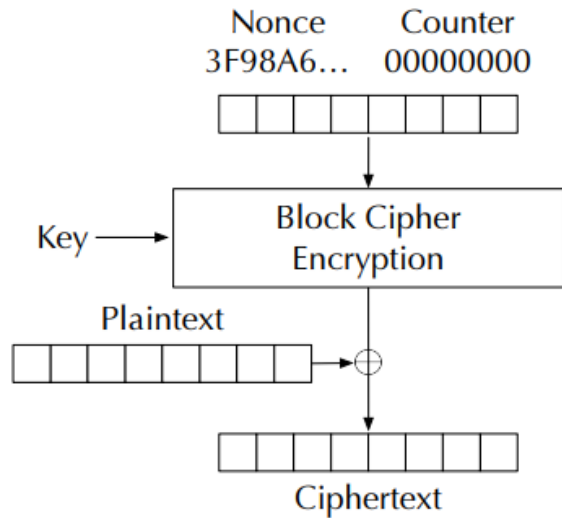 Nonce Counter
3F98A6... 00000000
Key
Block Cipher
Encryption
Plaintext
Ciphertext